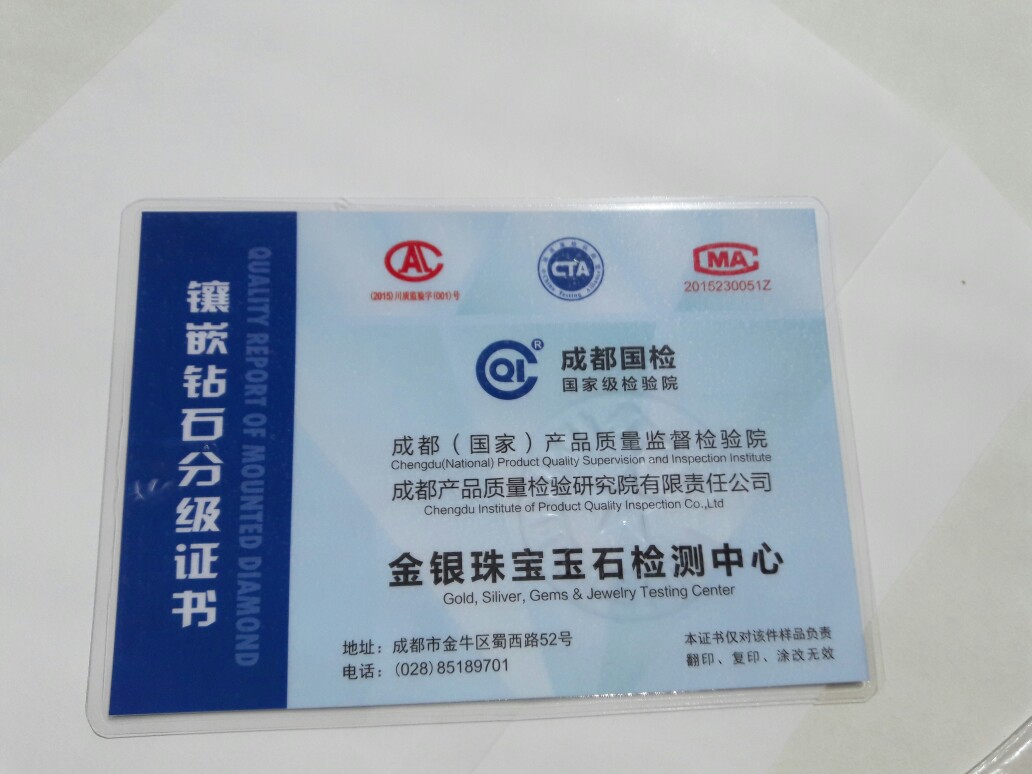 镶嵌钻石分级证书
QUALITY REPORT OF MOUNTED DIAMOND
CAL
(2015)川质监验字(001)号
CTA
Testing
MA
2015230051Z
CQI
®
成都国检
国家级检验院
成都（国家）产品质量监督检验院
Chengdu(National) Product Quality Supervision and Inspection Institute
成都产品质量检验研究院有限责任公司
Chengdu Institute of Product Quality Inspection Co.,Ltd
金银珠宝玉石检测中心
Gold, Siliver, Gems & Jewelry Testing Center
地址：成都市金牛区蜀西路52号
电话：(028)85189701
本证书仅对该件样品负责
翻印、复印、涂改无效